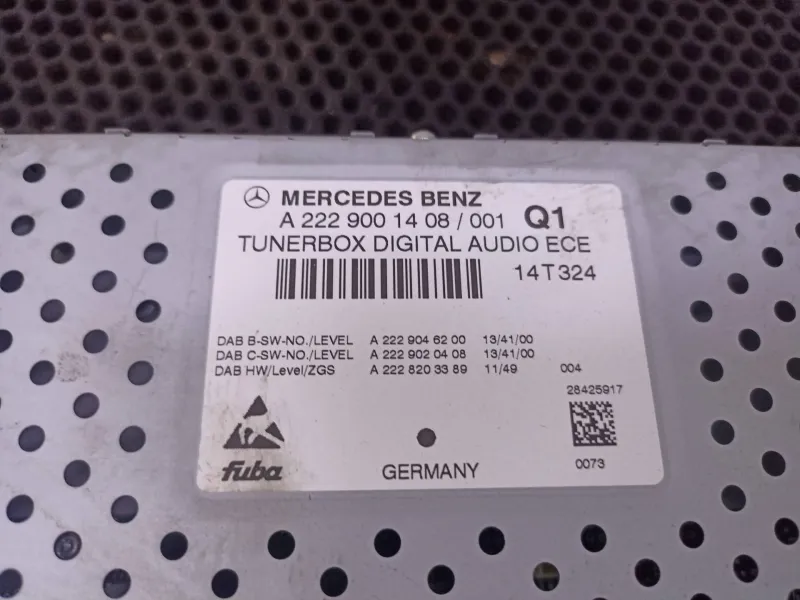 MERCEDES BENZ
A 222 900 14 08 / 001 Q1
TUNERBOX DIGITAL AUDIO ECE
14T324
DAB B-SW-NO./LEVEL A 222 904 62 00 13/41/00
DAB C-SW-NO./LEVEL A 222 902 04 08 13/41/00
DAB HW/Level/ZGS A 222 820 33 89 11/49 004
28425917
fuba
GERMANY
0073